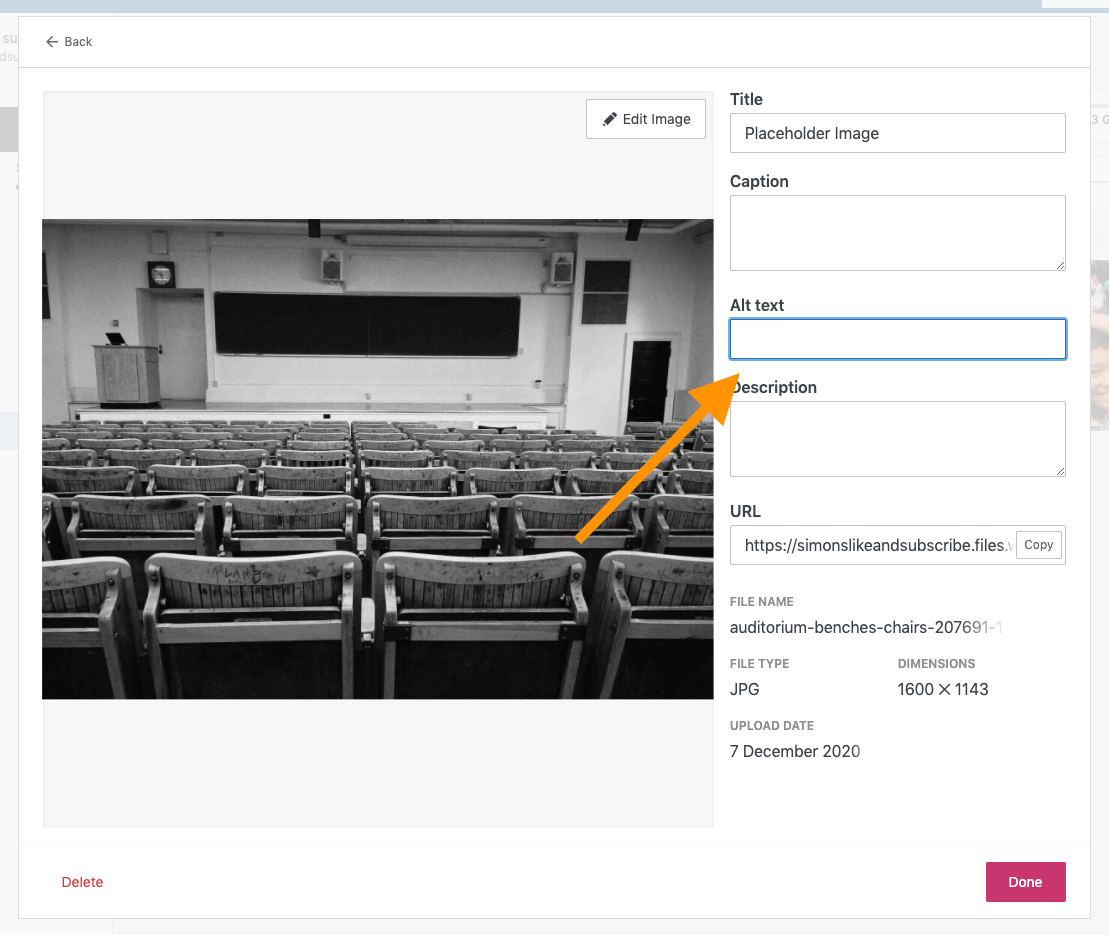 Back
Edit Image
Title
Placeholder Image
Caption
Alt text
Description
URL
https://simonslikeandsubscribe.files.
Copy
FILE NAME
auditorium-benches-chairs-207691-1
FILE TYPE
DIMENSIONS
JPG
1600 × 1143
UPLOAD DATE
7 December 2020
Delete
Done